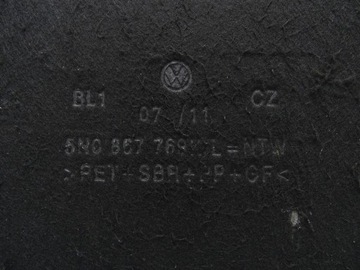 BL1 CZ
07 /11
5N0 867 769 L=NTW
>PET+SBR+PP+GF<